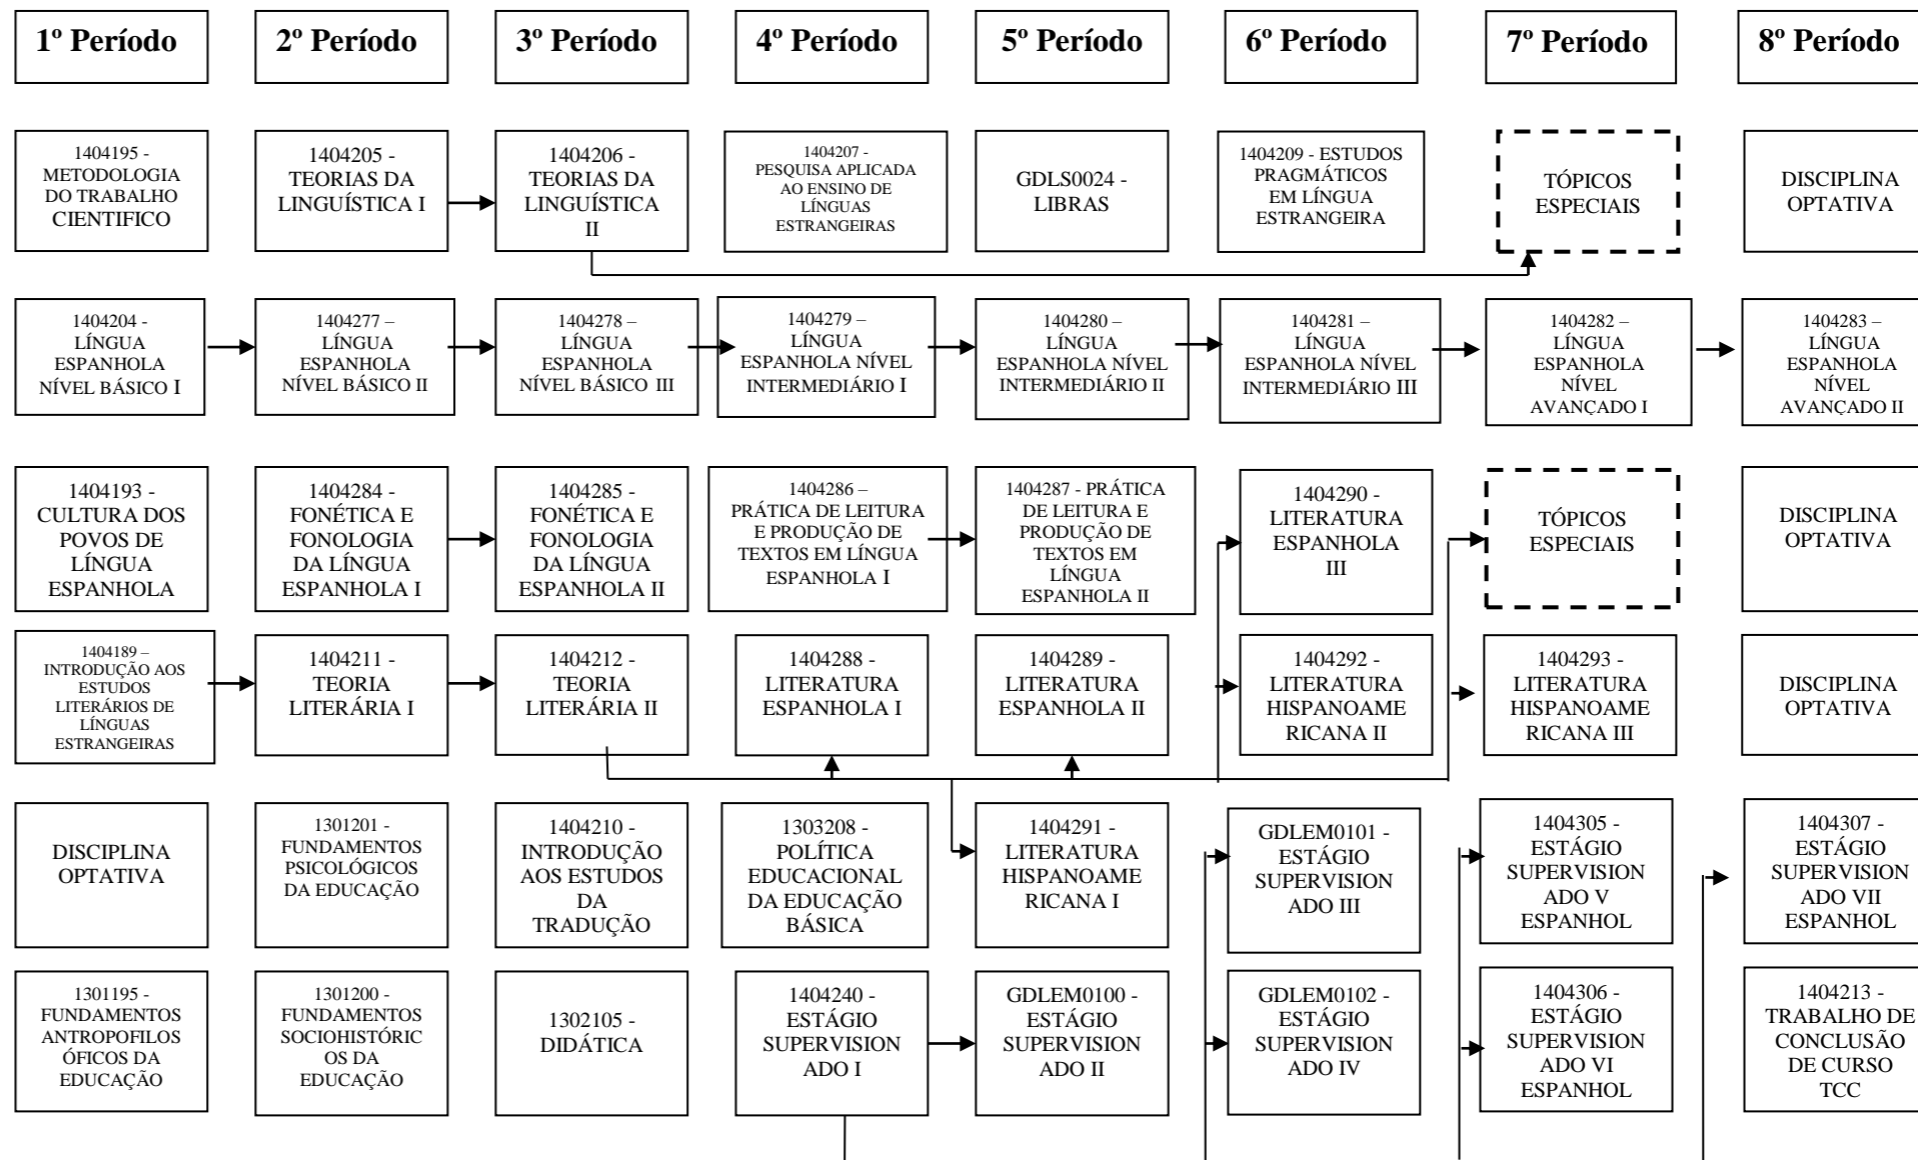 1º Período
2º Período
3º Período
4º Período
5º Período
6º Período
7º Período
8º Período
1404195 -
METODOLOGIA
DO TRABALHO
CIENTIFICO
1404205 -
TEORIAS DA
LINGUÍSTICA I
1404206 -
TEORIAS DA
LINGUÍSTICA
II
1404207 -
PESQUISA APLICADA
AO ENSINO DE
LÍNGUAS
ESTRANGEIRAS
GDLS0024 -
LIBRAS
1404209 - ESTUDOS
PRAGMÁTICOS
EM LÍNGUA
ESTRANGEIRA
TÓPICOS
ESPECIAIS
DISCIPLINA
OPTATIVA
1404204 -
LÍNGUA
ESPANHOLA
NÍVEL BÁSICO I
1404277 –
LÍNGUA
ESPANHOLA
NÍVEL BÁSICO II
1404278 –
LÍNGUA
ESPANHOLA
NÍVEL BÁSICO III
1404279 –
LÍNGUA
ESPANHOLA NÍVEL
INTERMEDIÁRIO I
1404280 –
LÍNGUA
ESPANHOLA NÍVEL
INTERMEDIÁRIO II
1404281 –
LÍNGUA
ESPANHOLA NÍVEL
INTERMEDIÁRIO III
1404282 –
LÍNGUA
ESPANHOLA
NÍVEL
AVANÇADO I
1404283 –
LÍNGUA
ESPANHOLA
NÍVEL
AVANÇADO II
1404193 -
CULTURA DOS
POVOS DE
LÍNGUA
ESPANHOLA
1404284 -
FONÉTICA E
FONOLOGIA
DA LÍNGUA
ESPANHOLA I
1404285 -
FONÉTICA E
FONOLOGIA
DA LÍNGUA
ESPANHOLA II
1404286 –
PRÁTICA DE LEITURA
E PRODUÇÃO DE
TEXTOS EM LÍNGUA
ESPANHOLA I
1404287 - PRÁTICA
DE LEITURA E
PRODUÇÃO DE
TEXTOS EM
LÍNGUA
ESPANHOLA II
1404290 -
LITERATURA
ESPANHOLA
III
TÓPICOS
ESPECIAIS
DISCIPLINA
OPTATIVA
1404189 –
INTRODUÇÃO AOS
ESTUDOS
LITERÁRIOS DE
LÍNGUAS
ESTRANGEIRAS
1404211 -
TEORIA
LITERÁRIA I
1404212 -
TEORIA
LITERÁRIA II
1404288 -
LITERATURA
ESPANHOLA I
1404289 -
LITERATURA
ESPANHOLA II
1404292 -
LITERATURA
HISPANOAME
RICANA II
1404293 -
LITERATURA
HISPANOAME
RICANA III
DISCIPLINA
OPTATIVA
DISCIPLINA
OPTATIVA
1301201 -
FUNDAMENTOS
PSICOLÓGICOS
DA EDUCAÇÃO
1404210 -
INTRODUÇÃO
AOS ESTUDOS
DA
TRADUÇÃO
1303208 -
POLÍTICA
EDUCACIONAL
DA EDUCAÇÃO
BÁSICA
1404291 -
LITERATURA
HISPANOAME
RICANA I
GDLEM0101 -
ESTÁGIO
SUPERVISION
ADO III
1404305 -
ESTÁGIO
SUPERVISION
ADO V
ESPANHOL
1404307 -
ESTÁGIO
SUPERVISION
ADO VII
ESPANHOL
1301195 -
FUNDAMENTOS
ANTROPOFILOS
ÓFICOS DA
EDUCAÇÃO
1301200 -
FUNDAMENTOS
SOCIOHISTÓRIC
OS DA
EDUCAÇÃO
1302105 -
DIDÁTICA
1404240 -
ESTÁGIO
SUPERVISION
ADO I
GDLEM0100 -
ESTÁGIO
SUPERVISION
ADO II
GDLEM0102 -
ESTÁGIO
SUPERVISION
ADO IV
1404306 -
ESTÁGIO
SUPERVISION
ADO VI
ESPANHOL
1404213 -
TRABALHO DE
CONCLUSÃO
DE CURSO
TCC